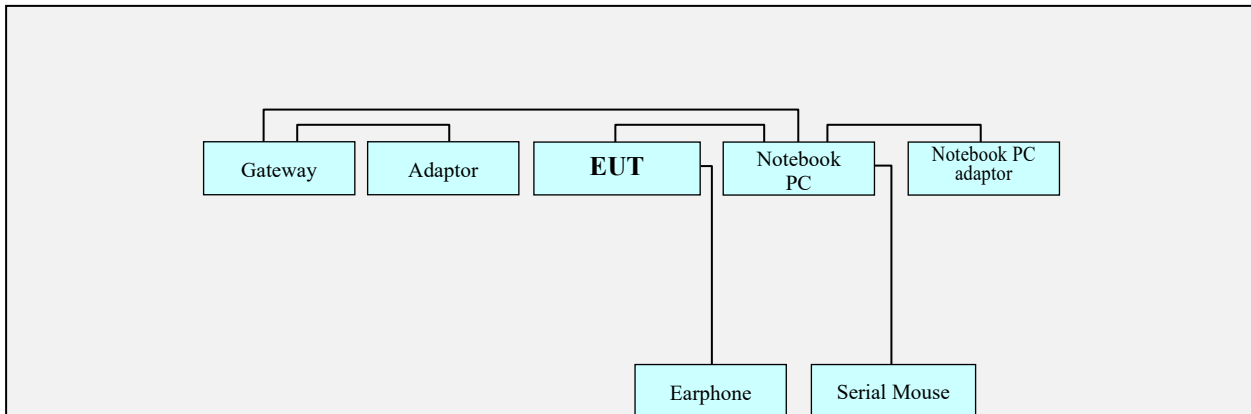 Gateway
Adaptor
EUT
Notebook
PC
Notebook PC
adaptor
Earphone
Serial Mouse